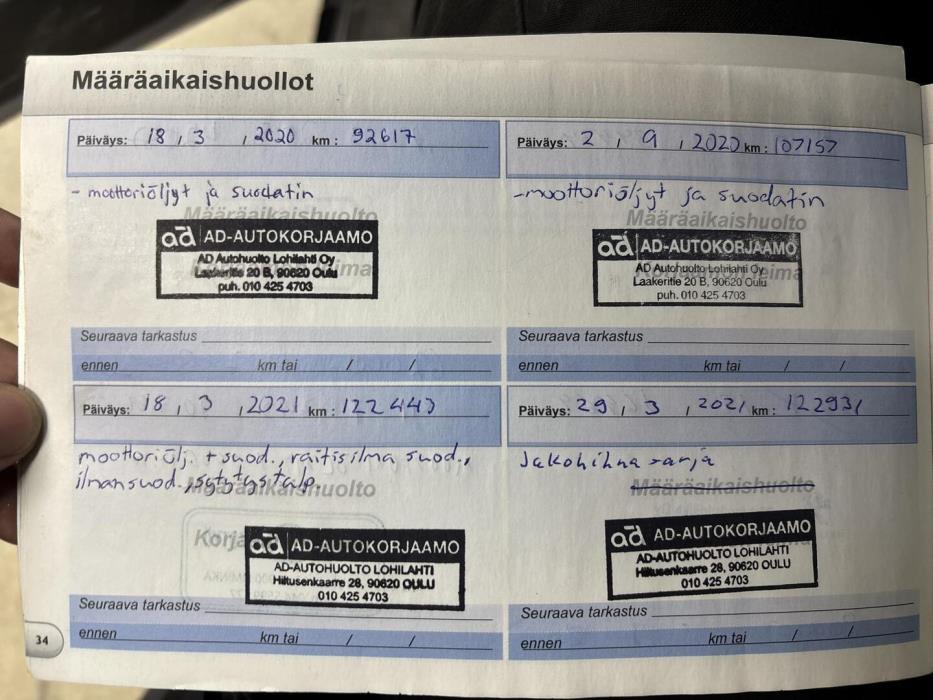 Määräaikaishuollot
Päiväys: 18 / 3 / 2020 km : 92617
- moottoriöljyt ja suodatin
Määräaikaishuolto
ad AD-AUTOKORJAAMO
AD Autohuolto Lohilahti Oy
Laakeritie 20 B, 90620 Oulu
puh. 010 425 4703
Seuraava tarkastus
ennen km tai / /
Päiväys: 2 / 9 / 2020 km : 107157
- moottoriöljyt ja suodatin
Määräaikaishuolto
ad AD-AUTOKORJAAMO
AD Autohuolto Lohilahti Oy
Laakeritie 20 B, 90620 Oulu
puh. 010 425 4703
Seuraava tarkastus
ennen km tai / /
Päiväys: 18 / 3 / 2021 km : 122440
moottoriölj. + suod., raitisilma suod.,
ilmansuod., sytytystulp.
Määräaikaishuolto
ad AD-AUTOKORJAAMO
AD-AUTOHUOLTO LOHILAHTI
Hiltusenkaarre 28, 90620 OULU
010 425 4703
Seuraava tarkastus
ennen km tai / /
Päiväys: 29 / 3 / 2021 km : 122931
Jakohihna sarja
Määräaikaishuolto
ad AD-AUTOKORJAAMO
AD-AUTOHUOLTO LOHILAHTI
Hiltusenkaarre 28, 90620 OULU
010 425 4703
Seuraava tarkastus
ennen km tai / /
34